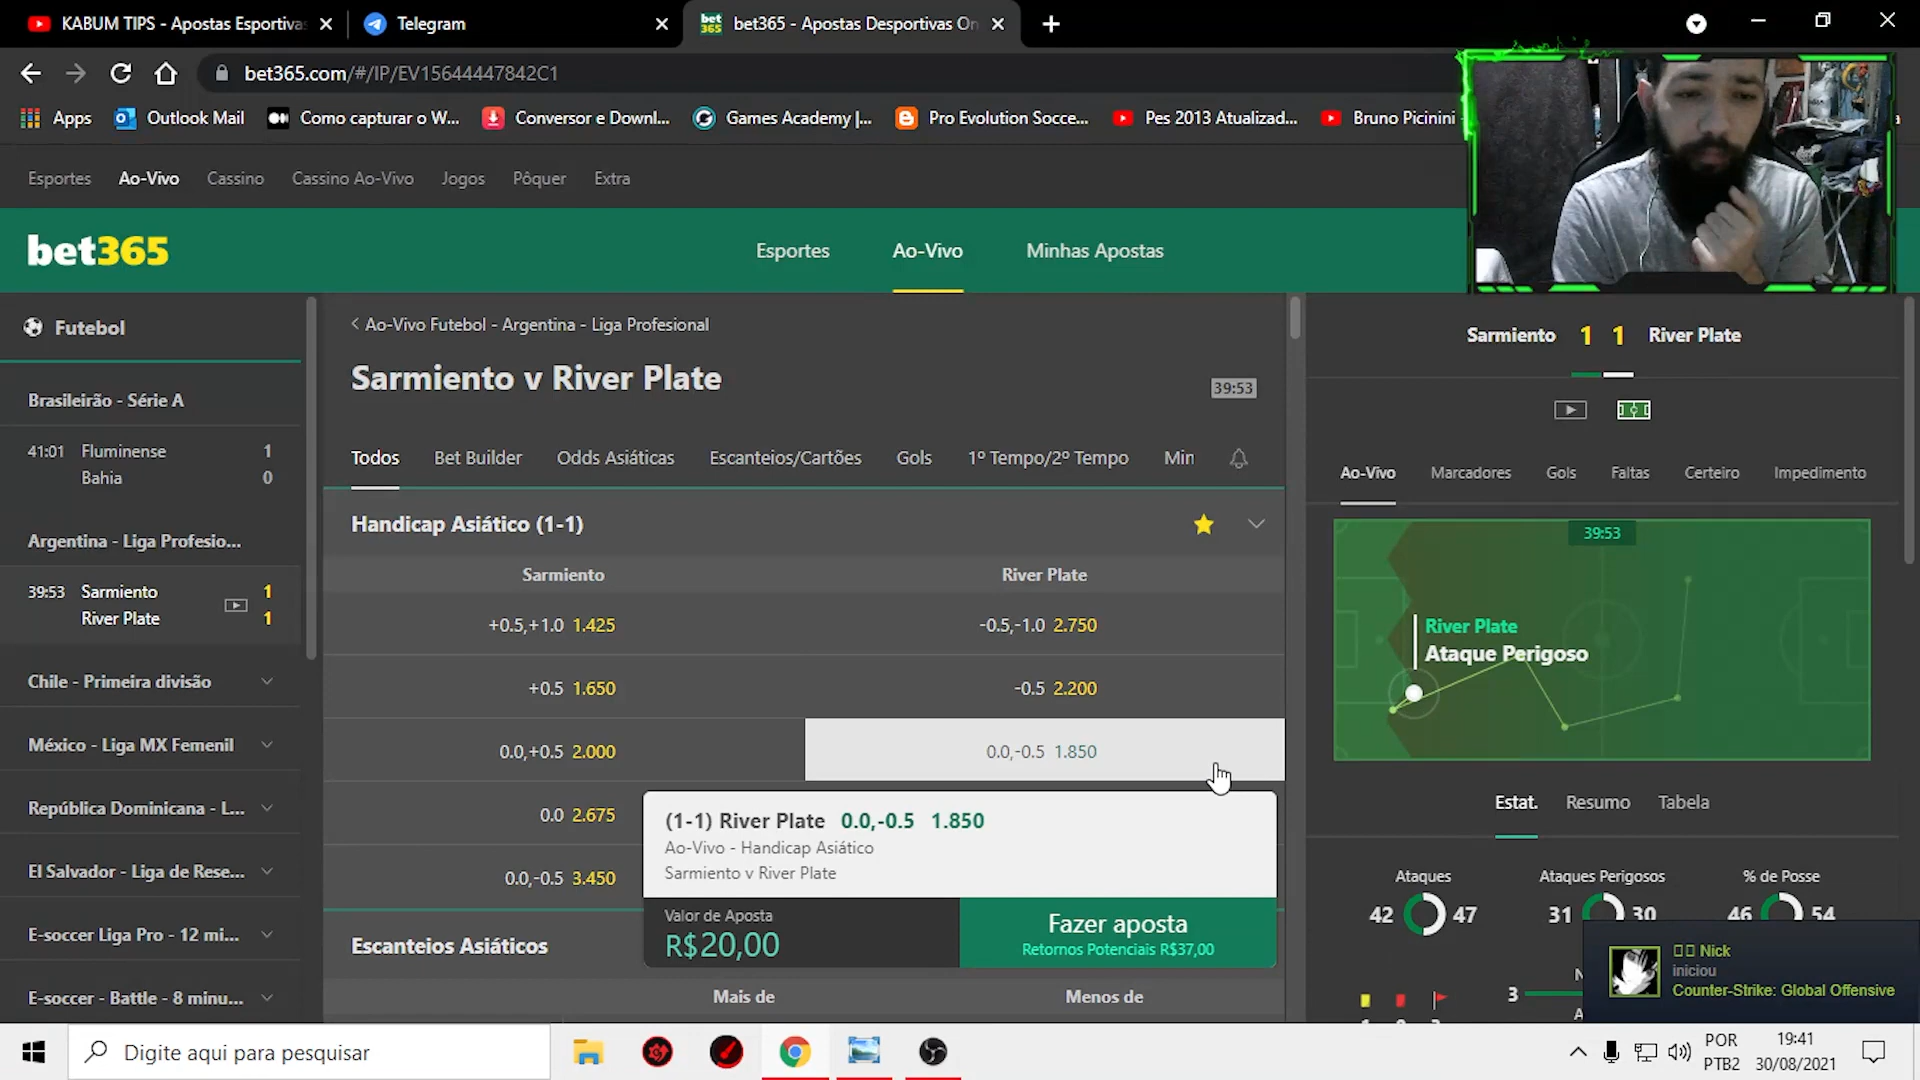 KABUM TIPS - Apostas Esportiva
Telegram
bet365 - Apostas Desportivas On
bet365.com/#/IP/EV15644447842C1
Apps
Outlook Mail
Como capturar o W...
Conversor e Downl...
Games Academy |...
Pro Evolution Socce...
Pes 2013 Atualizad...
Bruno Picinini
Esportes
Ao-Vivo
Cassino
Cassino Ao-Vivo
Jogos
Pôquer
Extra
bet365
Esportes
Ao-Vivo
Minhas Apostas
Futebol
Brasileirão - Série A
41:01 Fluminense 1
Bahia 0
Argentina - Liga Profesio...
39:53 Sarmiento 1
River Plate 1
Chile - Primeira divisão
México - Liga MX Femenil
República Dominicana - L...
El Salvador - Liga de Rese...
E-soccer Liga Pro - 12 mi...
E-soccer - Battle - 8 minu...
< Ao-Vivo Futebol - Argentina - Liga Profesional
Sarmiento v River Plate
39:53
Todos
Bet Builder
Odds Asiáticas
Escanteios/Cartões
Gols
1º Tempo/2º Tempo
Min
Handicap Asiático (1-1)
Sarmiento
River Plate
+0.5,+1.0 1.425
-0.5,-1.0 2.750
+0.5 1.650
-0.5 2.200
0.0,+0.5 2.000
0.0,-0.5 1.850
0.0 2.675
0.0,-0.5 3.450
(1-1) River Plate 0.0,-0.5 1.850
Ao-Vivo - Handicap Asiático
Sarmiento v River Plate
Valor de Aposta
R$20,00
Fazer aposta
Retornos Potenciais R$37,00
Escanteios Asiáticos
Mais de
Menos de
Sarmiento 1 1 River Plate
Ao-Vivo
Marcadores
Gols
Faltas
Certeiro
Impedimento
39:53
River Plate
Ataque Perigoso
Estat.
Resumo
Tabela
Ataques
42 47
Ataques Perigosos
31 30
% de Posse
46 54
3
Nick
iniciou
Counter-Strike: Global Offensive
Digite aqui para pesquisar
POR
PTB2
19:41
30/08/2021